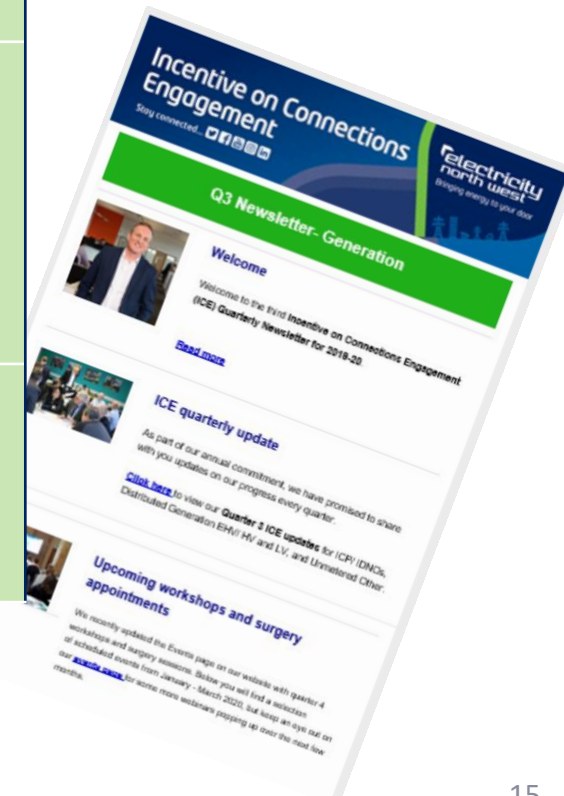 Incentive on Connections
Engagement
Stay connected...
electricity
north west
Bringing energy to your door
Q3 Newsletter- Generation
Welcome
Welcome to the third Incentive on Connections Engagement
(ICE) Quarterly Newsletter for 2019-20.
Read more
ICE quarterly update
As part of our annual commitment, we have promised to share
with you updates on our progress every quarter.
Click here to view our Quarter 3 ICE updates for ICP/ IDNOs,
Distributed Generation EHV/ HV and LV, and Unmetered Other.
Upcoming workshops and surgery
appointments
We recently updated the Events page on our website with quarter 4
workshops and surgery sessions. Below you will find a selection
of scheduled events from January - March 2020, but keep an eye out on
our events page for some more webinars popping up over the next few
months.
15